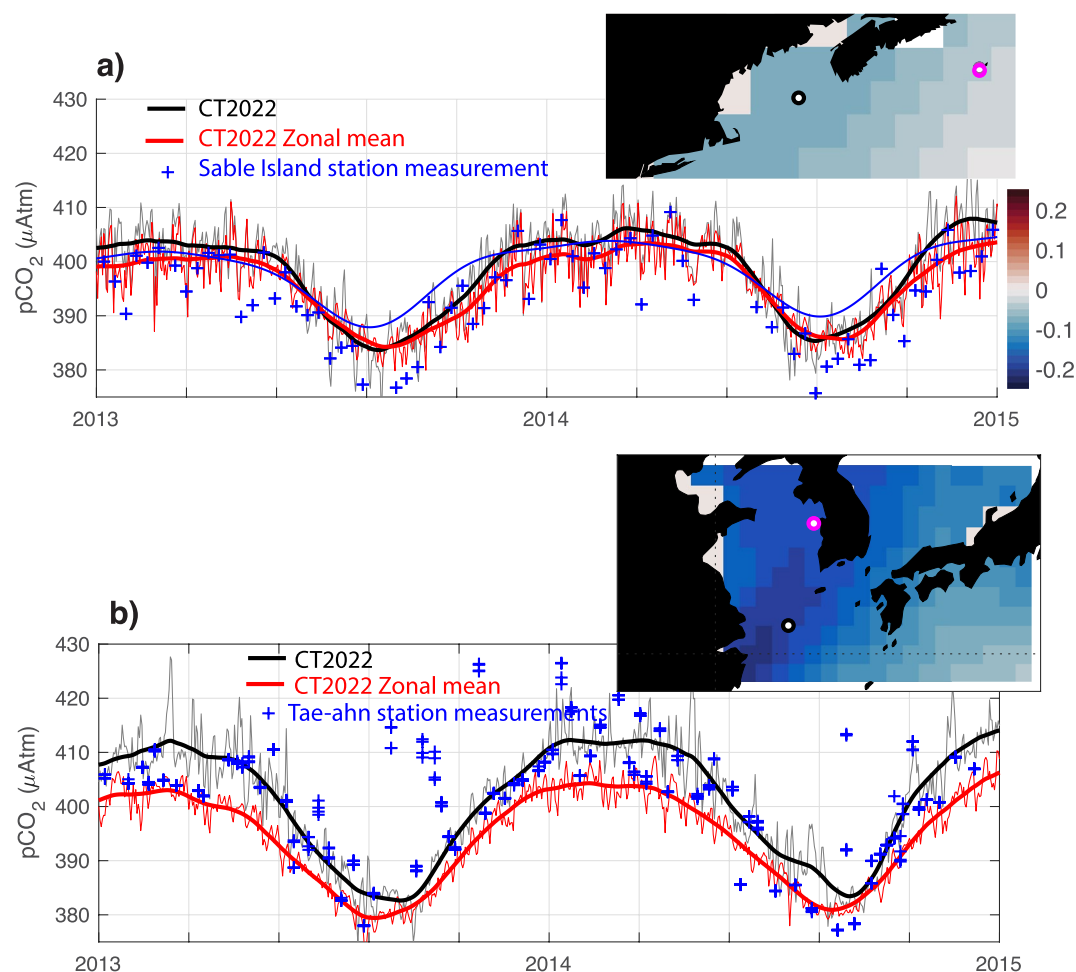 a)
430
420
410
400
390
380
pCO2 (μAtm)
CT2022
CT2022 Zonal mean
Sable Island station measurement
0.2
0.1
0
-0.1
-0.2
2013
2014
2015
b)
430
420
410
400
390
380
pCO2 (μAtm)
CT2022
CT2022 Zonal mean
Tae-ahn station measurements
2013
2014
2015